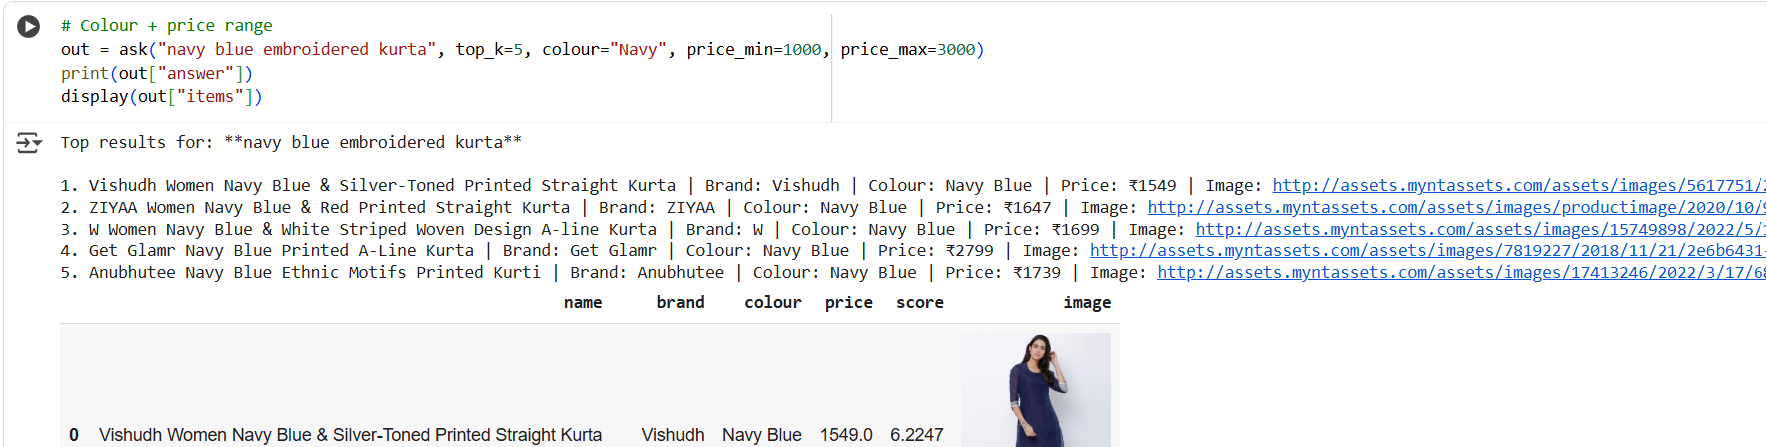 # Colour + price range
out = ask("navy blue embroidered kurta", top_k=5, colour="Navy", price_min=1000, price_max=3000)
print(out["answer"])
display(out["items"])
Top results for: **navy blue embroidered kurta**
1. Vishudh Women Navy Blue & Silver-Toned Printed Straight Kurta | Brand: Vishudh | Colour: Navy Blue | Price: ₹1549 | Image: http://assets.myntassets.com/assets/images/5617751/
2. ZIYAA Women Navy Blue & Red Printed Straight Kurta | Brand: ZIYAA | Colour: Navy Blue | Price: ₹1647 | Image: http://assets.myntassets.com/assets/images/productimage/2020/10/
3. W Women Navy Blue & White Striped Woven Design A-line Kurta | Brand: W | Colour: Navy Blue | Price: ₹1699 | Image: http://assets.myntassets.com/assets/images/15749898/2022/5/
4. Get Glamr Navy Blue Printed A-Line Kurta | Brand: Get Glamr | Colour: Navy Blue | Price: ₹2799 | Image: http://assets.myntassets.com/assets/images/7819227/2018/11/21/2e6b6431
5. Anubhutee Navy Blue Ethnic Motifs Printed Kurti | Brand: Anubhutee | Colour: Navy Blue | Price: ₹1739 | Image: http://assets.myntassets.com/assets/images/17413246/2022/3/17/6
name brand colour price score image
0 Vishudh Women Navy Blue & Silver-Toned Printed Straight Kurta Vishudh Navy Blue 1549.0 6.2247